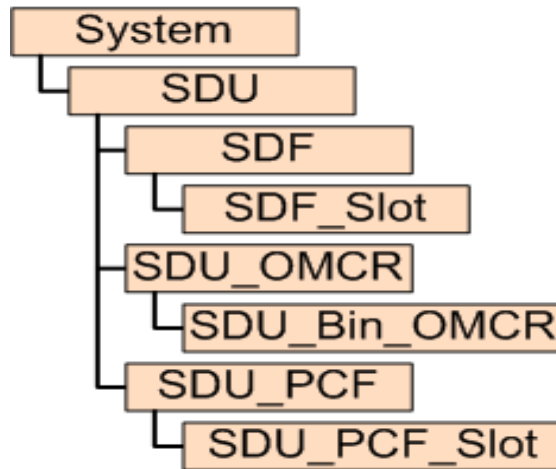 System
SDU
SDF
SDF_Slot
SDU_OMCR
SDU_Bin_OMCR
SDU_PCF
SDU_PCF_Slot